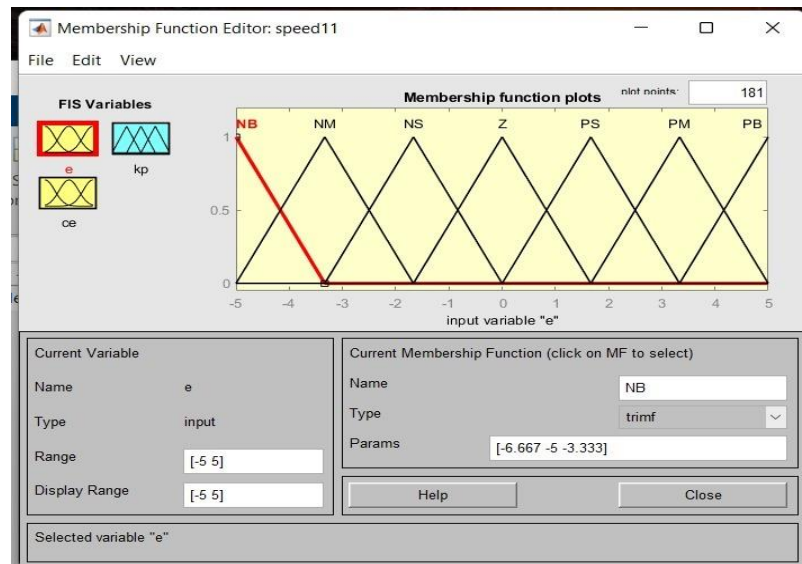 Membership Function Editor: speed11
File Edit View
FIS Variables
e
kp
ce
Membership function plots
plot points:
181
NB NM NS Z PS PM PB
1
0.5
0
-5 -4 -3 -2 -1 0 1 2 3 4 5
input variable "e"
Current Variable
Name e
Type input
Range [-5 5]
Display Range [-5 5]
Current Membership Function (click on MF to select)
Name NB
Type trimf
Params [-6.667 -5 -3.333]
Help Close
Selected variable "e"